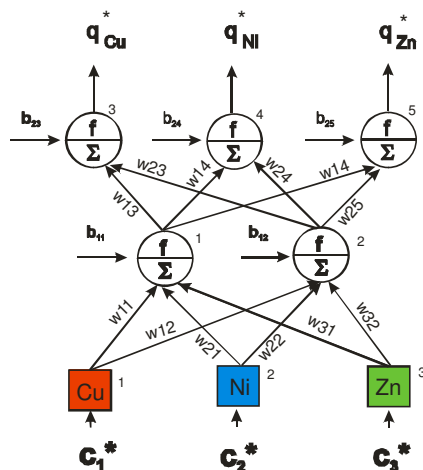 q*Cu q*Ni q*Zn
3 4 5
b23 f Σ b24 f Σ b25 f Σ
w13 w23 w14 w24 w14 w25
1 2
b11 f Σ b12 f Σ
w11 w12 w21 w22 w31 w32
Cu 1 Ni 2 Zn 3
C1* C2* C3*